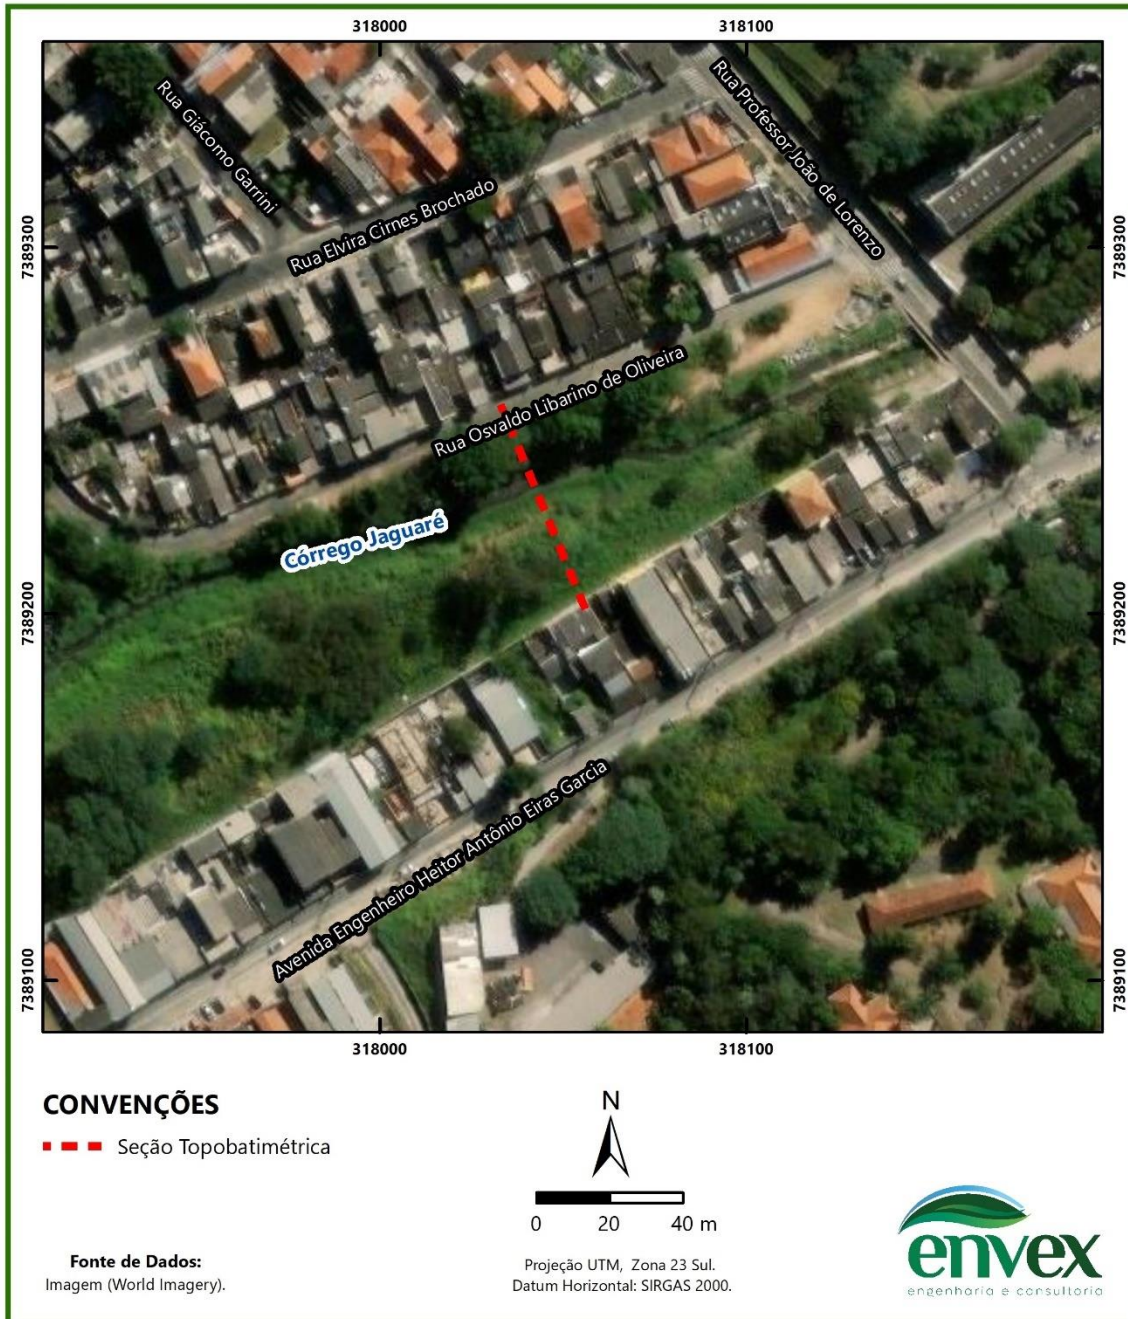 318000
318100
Rua Giácomo Garrini
Rua Professor João de Lorenzo
Rua Elvira Cirnes Brochado
7389300
7389300
Rua Osvaldo Libarino de Oliveira
Córrego Jaguaré
7389200
7389200
Avenida Engenheiro Heitor Antônio Eiras Garcia
7389100
7389100
318000
318100
CONVENÇÕES
Seção Topobatimétrica
N
0 20 40 m
Fonte de Dados:
Imagem (World Imagery).
Projeção UTM, Zona 23 Sul.
Datum Horizontal: SIRGAS 2000.
envex
engenharia e consultoria